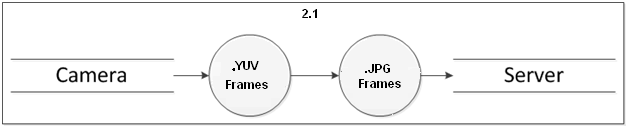 2.1
Camera
.YUV
Frames
.JPG
Frames
Server